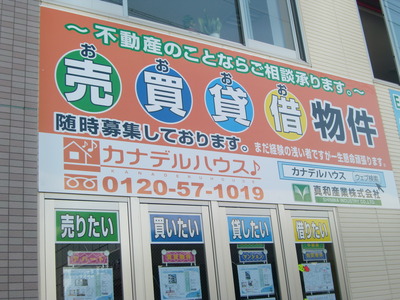 ～不動産のことならご相談承ります。～
お売 お買 お貸 お借 物件
随時募集しております。
まだ経験の浅い者ですが一生懸命頑張ります。
カナデルハウス♪
0120-57-1019
カナデルハウス ウェブ検索
真和産業株式会社
売りたい 買いたい 貸したい 借りたい